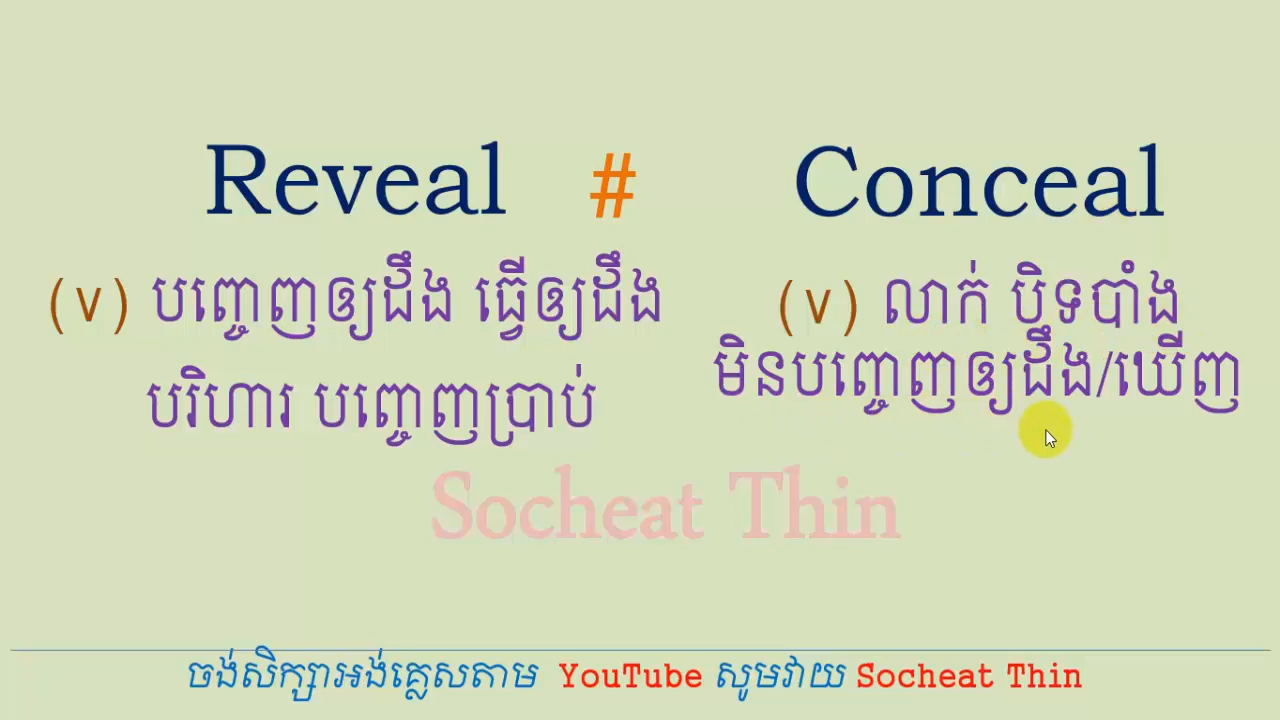 Reveal # Conceal
(v) បញ្ចេញឲ្យដឹង ធ្វើឲ្យដឹង
បរិហារ បញ្ចេញប្រាប់
(v) លាក់ បិទបាំង
មិនបញ្ចេញឲ្យដឹង/ឃើញ
Socheat Thin
ចង់សិក្សាអង់គ្លេសតាម YouTube សូមវាយ Socheat Thin